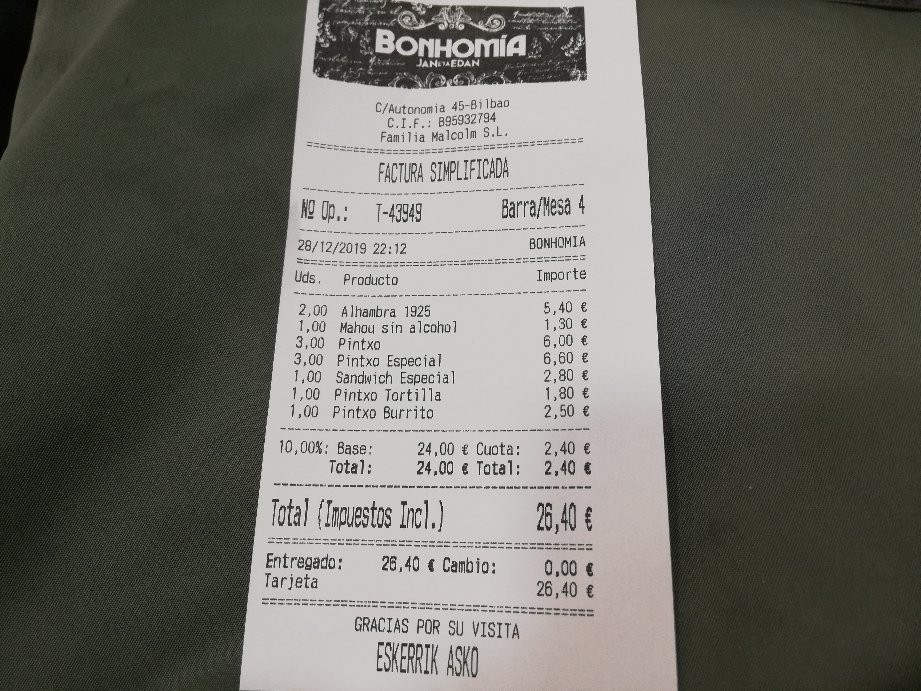 BONHOMÍA
JAN ETA EDAN
C/Autonomia 45-Bilbao
C.I.F.: B95932794
Familia Malcolm S.L.
FACTURA SIMPLIFICADA
Nº Op.: T-43949 Barra/Mesa 4
28/12/2019 22:12 BONHOMIA
Uds. Producto Importe
2,00 Alhambra 1925 5,40 €
1,00 Mahou sin alcohol 1,30 €
3,00 Pintxo 6,00 €
3,00 Pintxo Especial 6,60 €
1,00 Sandwich Especial 2,80 €
1,00 Pintxo Tortilla 1,80 €
1,00 Pintxo Burrito 2,50 €
10,00%: Base: 24,00 € Cuota: 2,40 €
Total: 24,00 € Total: 2,40 €
Total (Impuestos Incl.) 26,40 €
Entregado: 26,40 € Cambio: 0,00 €
Tarjeta 26,40 €
GRACIAS POR SU VISITA
ESKERRIK ASKO